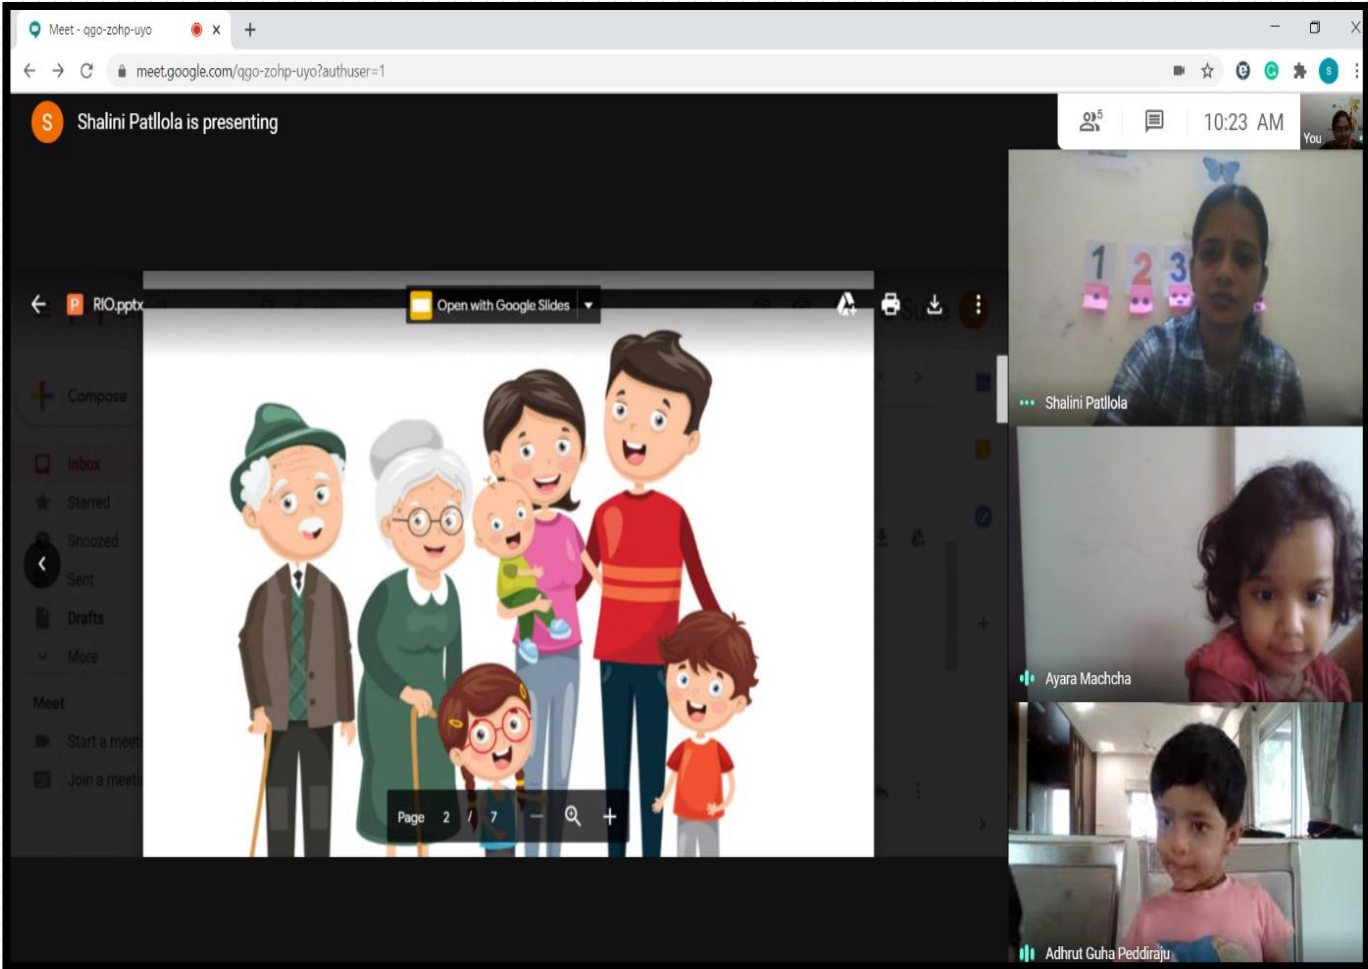 Meet - qgo-zohp-uyo
meet.google.com/qgo-zohp-uyo?authuser=1
S
S Shalini Patllola is presenting
5
10:23 AM
You
1 2 3
P RIO.pptx
Open with Google Slides
Compose
Inbox
Starred
Snoozed
Sent
Drafts
More
Meet
Start a meeti
Join a meeti
Page 2 / 7
Shalini Patllola
Ayara Machcha
Adhrut Guha Peddiraju